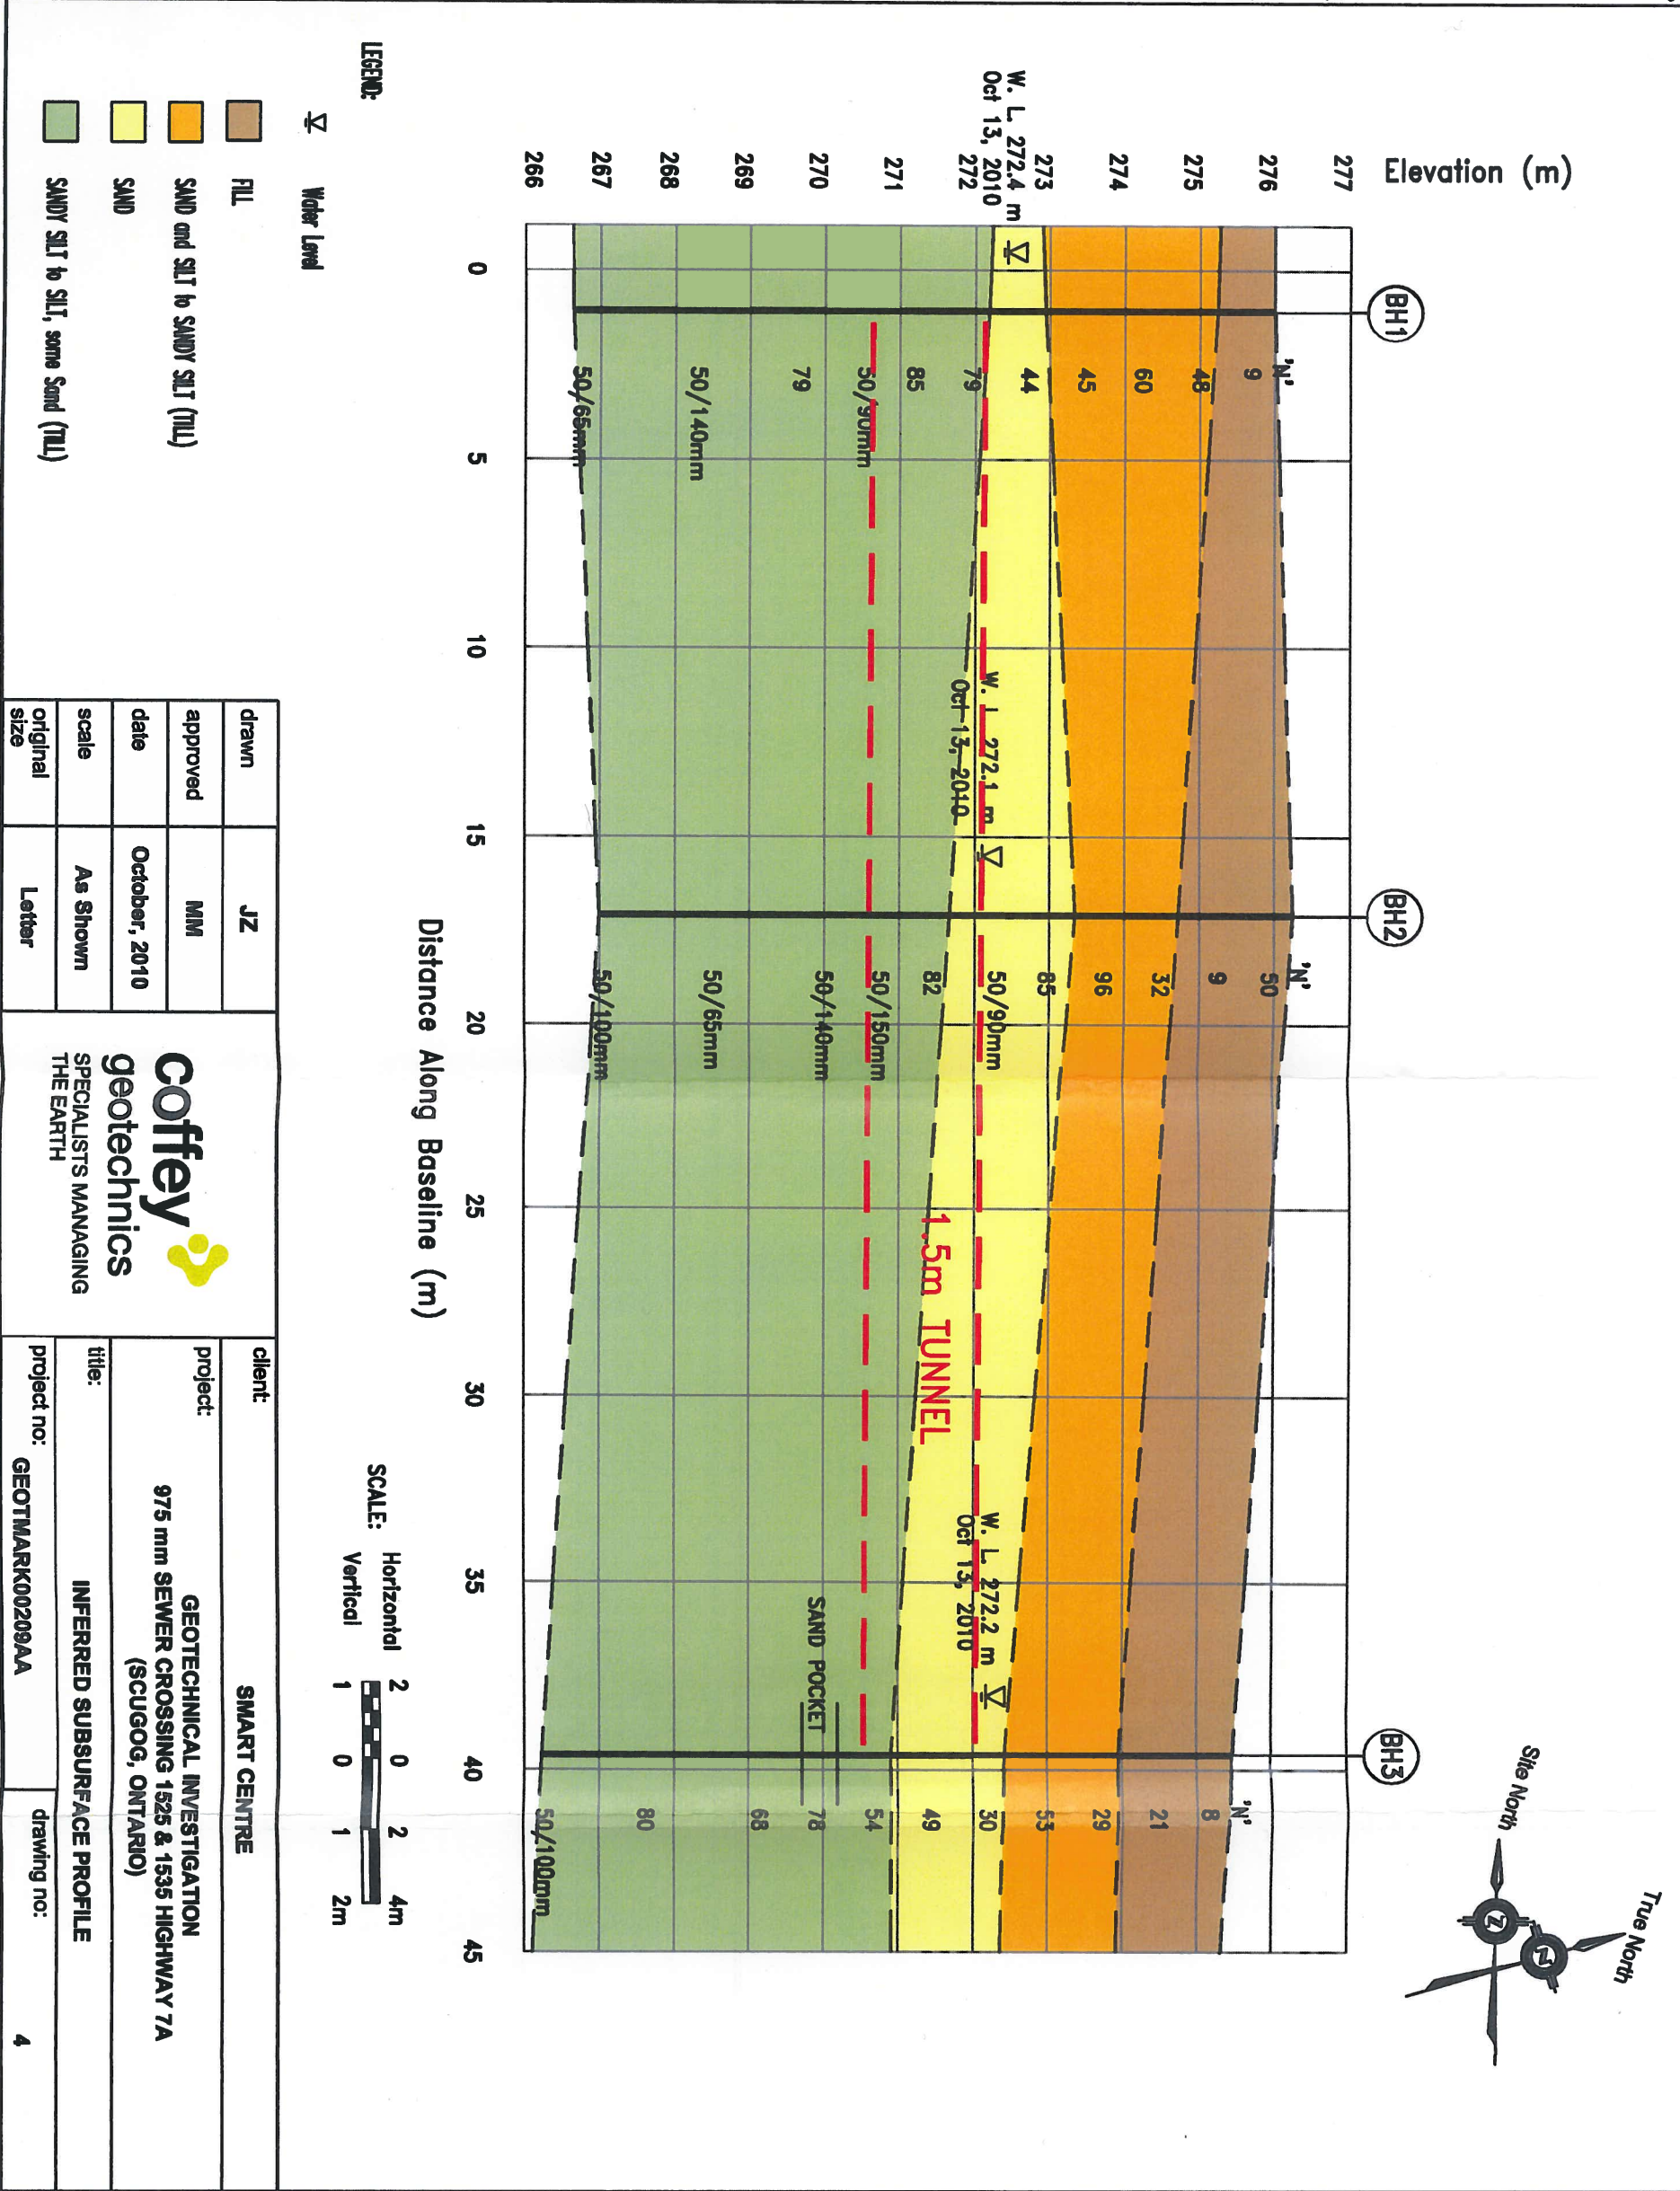 Site North
True North
N
N
BH1
BH2
BH3
Elevation (m)
277
276
275
274
273
272
271
270
269
268
267
266
W. L. 272.4 m
Oct 13, 2010
'N'
9
48
60
45
44
79
85
50/90mm
79
50/140mm
50/65mm
W. L. 272.1 m
Oct 13, 2010
'N'
50
9
32
96
85
50/90mm
82
50/150mm
50/140mm
50/65mm
50/100mm
1.5m TUNNEL
W. L. 272.2 m
Oct 13, 2010
SAND POCKET
'N'
8
21
29
53
30
49
54
78
68
80
50/100mm
0
5
10
15
20
25
30
35
40
45
Distance Along Baseline (m)
LEGEND:
Water Level
FILL
SAND and SILT to SANDY SILT (TILL)
SAND
SANDY SILT to SILT, some Sand (TILL)
SCALE:
Horizontal
2 0 2 4m
Vertical
1 0 1 2m
drawn JZ
approved MM
date October, 2010
scale As Shown
original size Letter
coffey
geotechnics
SPECIALISTS MANAGING
THE EARTH
client: SMART CENTRE
project: GEOTECHNICAL INVESTIGATION
975 mm SEWER CROSSING 1525 & 1535 HIGHWAY 7A
(SCUGOG, ONTARIO)
title: INFERRED SUBSURFACE PROFILE
project no: GEOTMARK00209AA
drawing no: 4